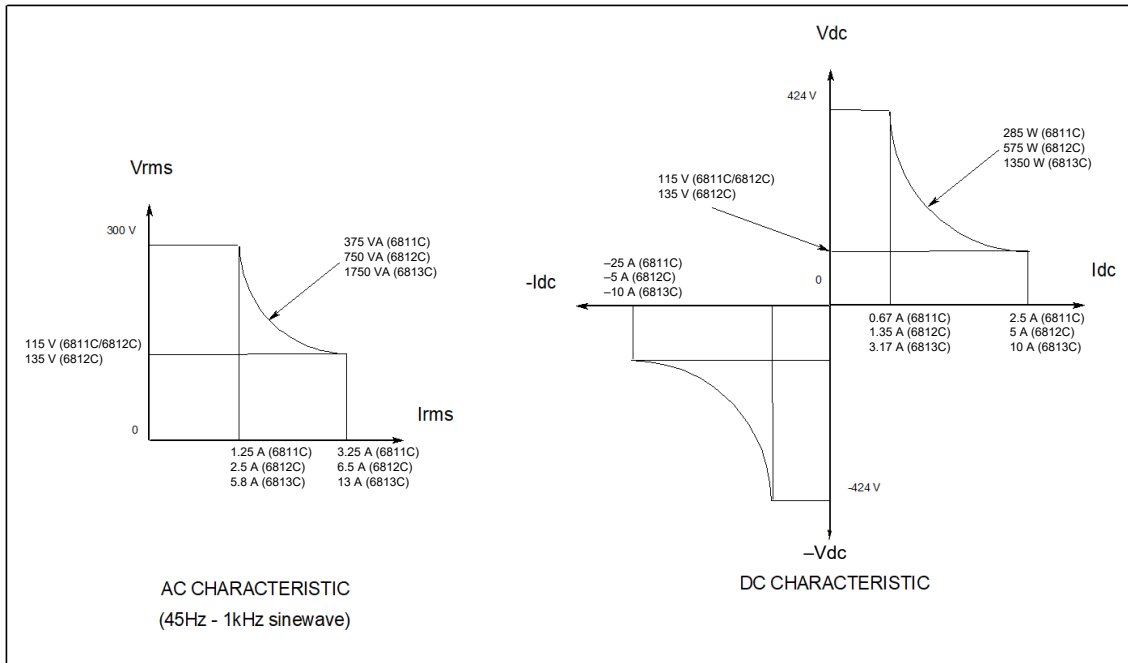 Vrms
300 V
375 VA (6811C)
750 VA (6812C)
1750 VA (6813C)
115 V (6811C/6812C)
135 V (6812C)
0
Irms
1.25 A (6811C)
2.5 A (6812C)
5.8 A (6813C)
3.25 A (6811C)
6.5 A (6812C)
13 A (6813C)
AC CHARACTERISTIC
(45Hz - 1kHz sinewave)
Vdc
424 V
285 W (6811C)
575 W (6812C)
1350 W (6813C)
115 V (6811C/6812C)
135 V (6812C)
–25 A (6811C)
–5 A (6812C)
–10 A (6813C)
-Idc
0
Idc
0.67 A (6811C)
1.35 A (6812C)
3.17 A (6813C)
2.5 A (6811C)
5 A (6812C)
10 A (6813C)
-424 V
–Vdc
DC CHARACTERISTIC